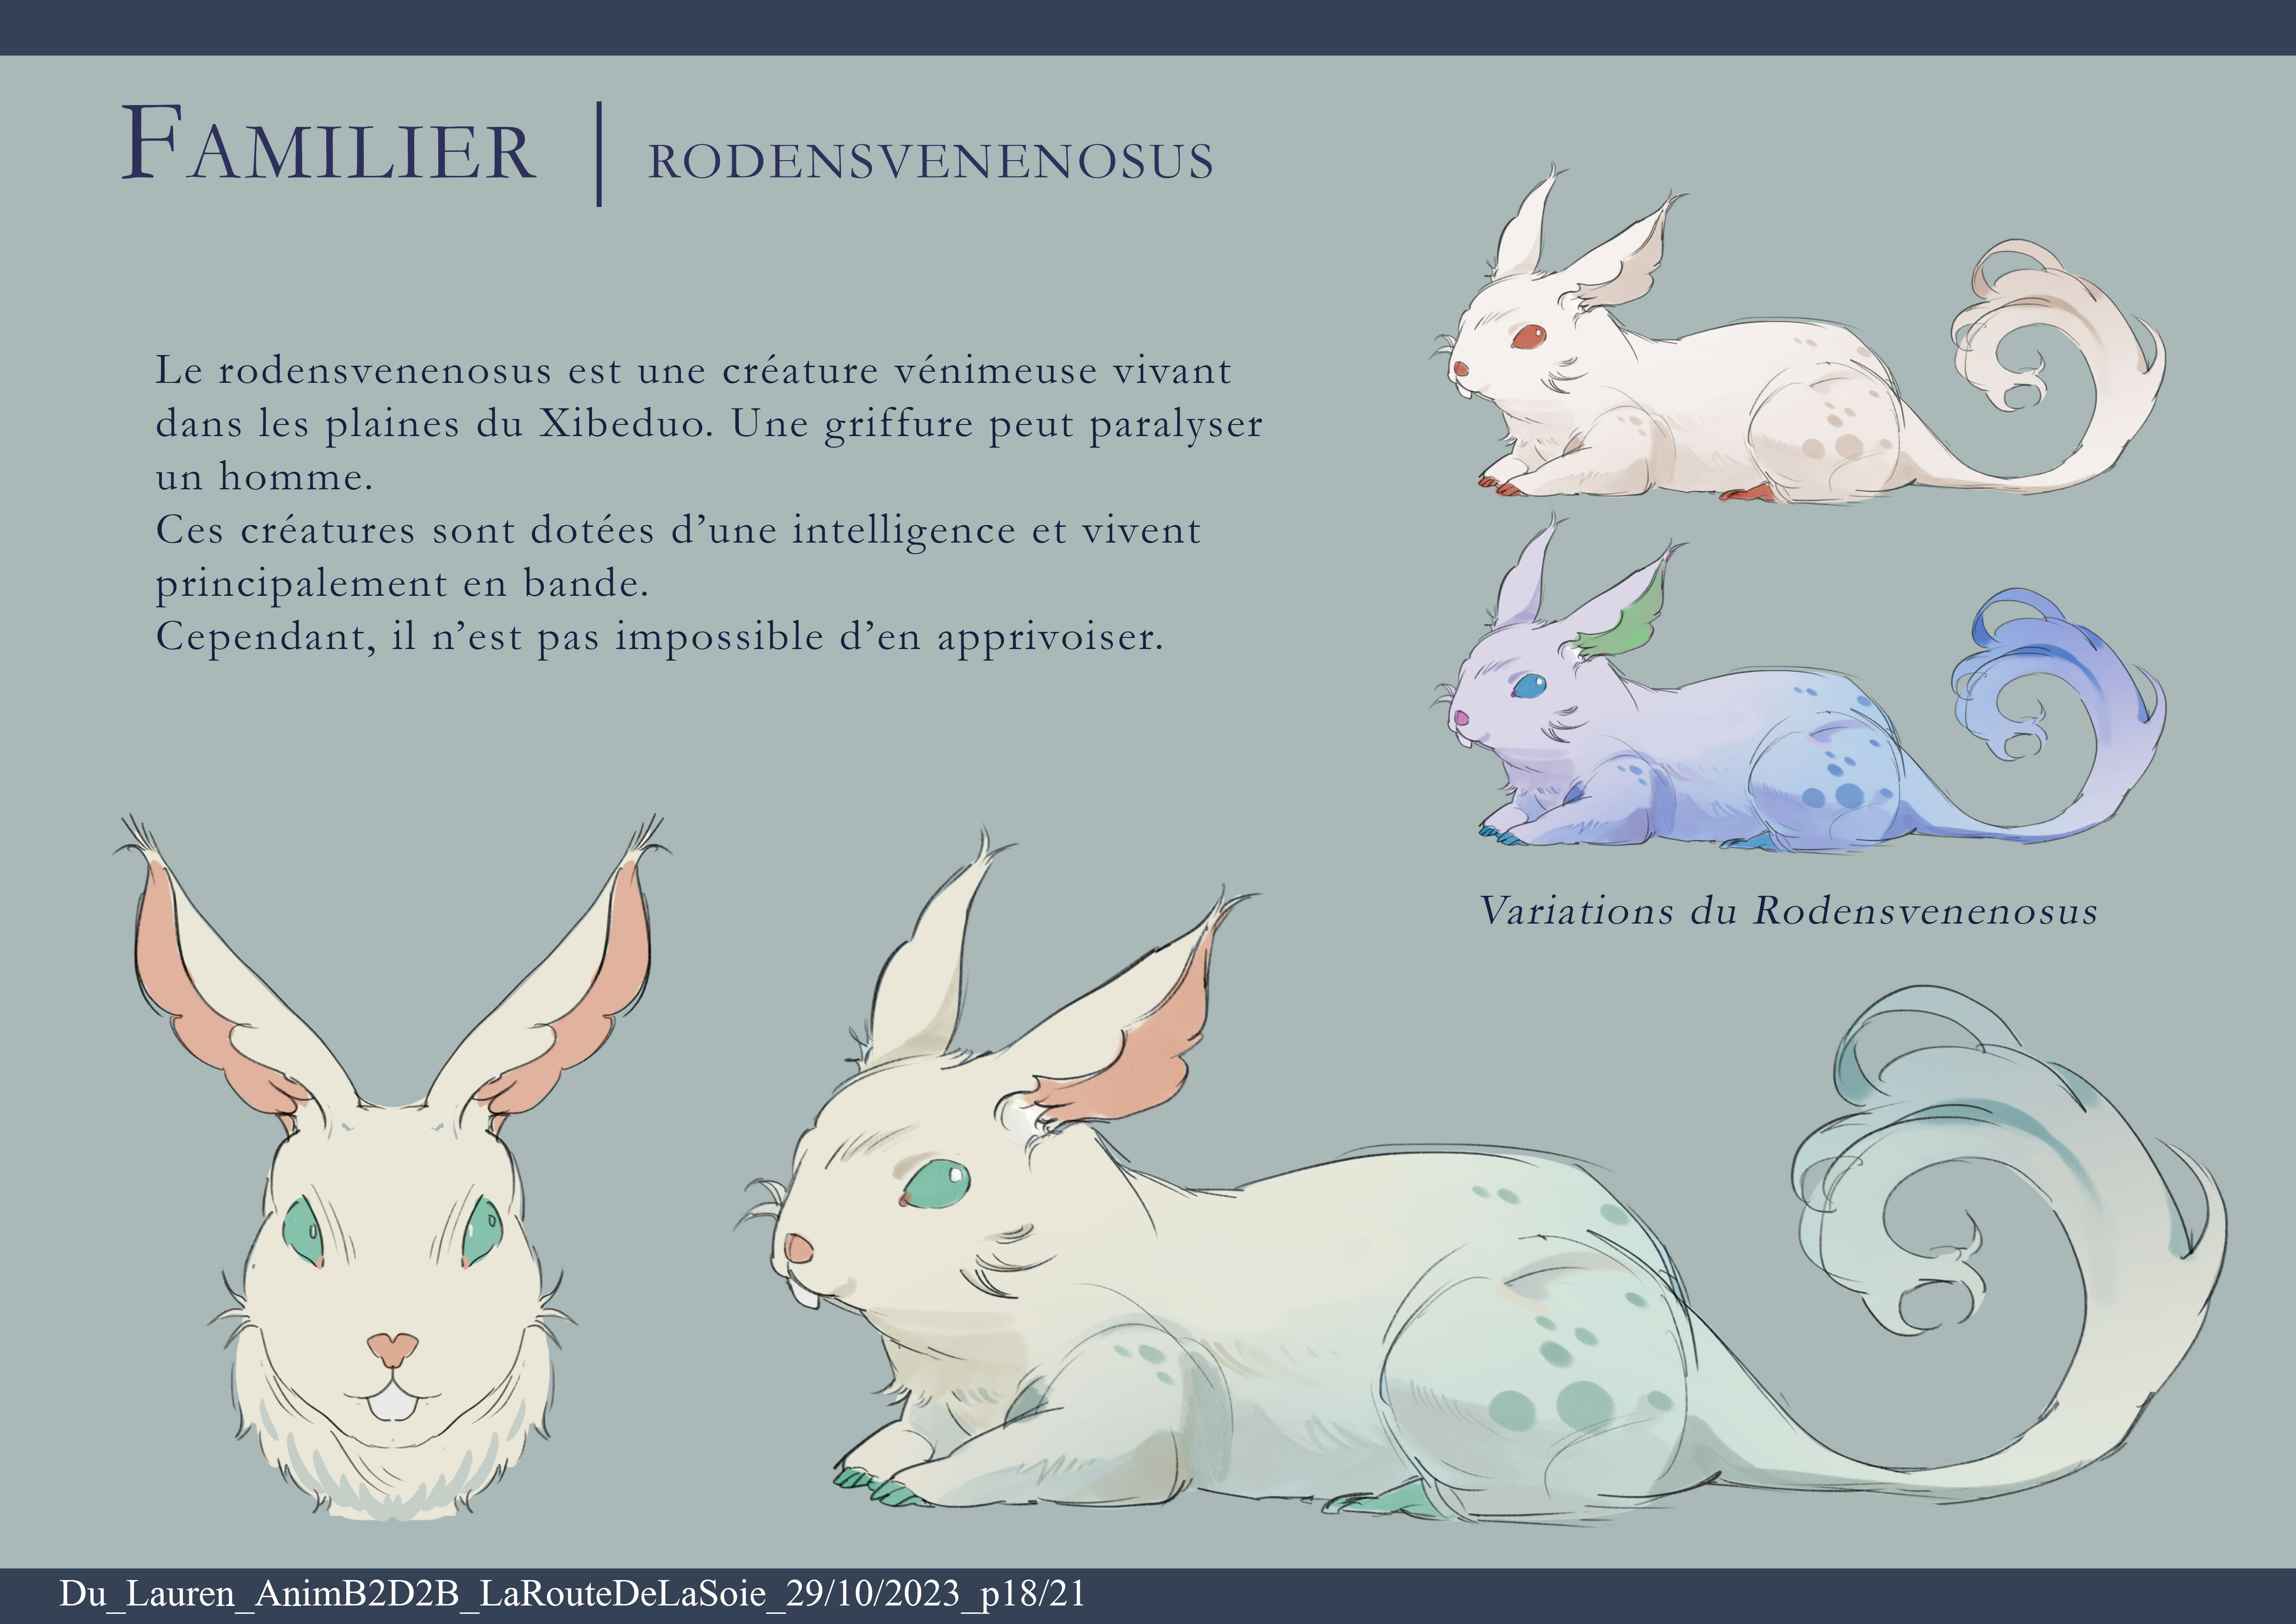 FAMILIER | RODENSVENENOSUS
Le rodensvenenosus est une créature vénimeuse vivant
dans les plaines du Xibeduo. Une griffure peut paralyser
un homme.
Ces créatures sont dotées d’une intelligence et vivent
principalement en bande.
Cependant, il n’est pas impossible d’en apprivoiser.
Variations du Rodensvenenosus
Du_Lauren_AnimB2D2B_LaRouteDeLaSoie_29/10/2023_p18/21